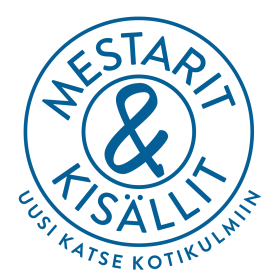 MESTARIT
&
KISÄLLIT
UUSI KATSE KOTIKULMIIN